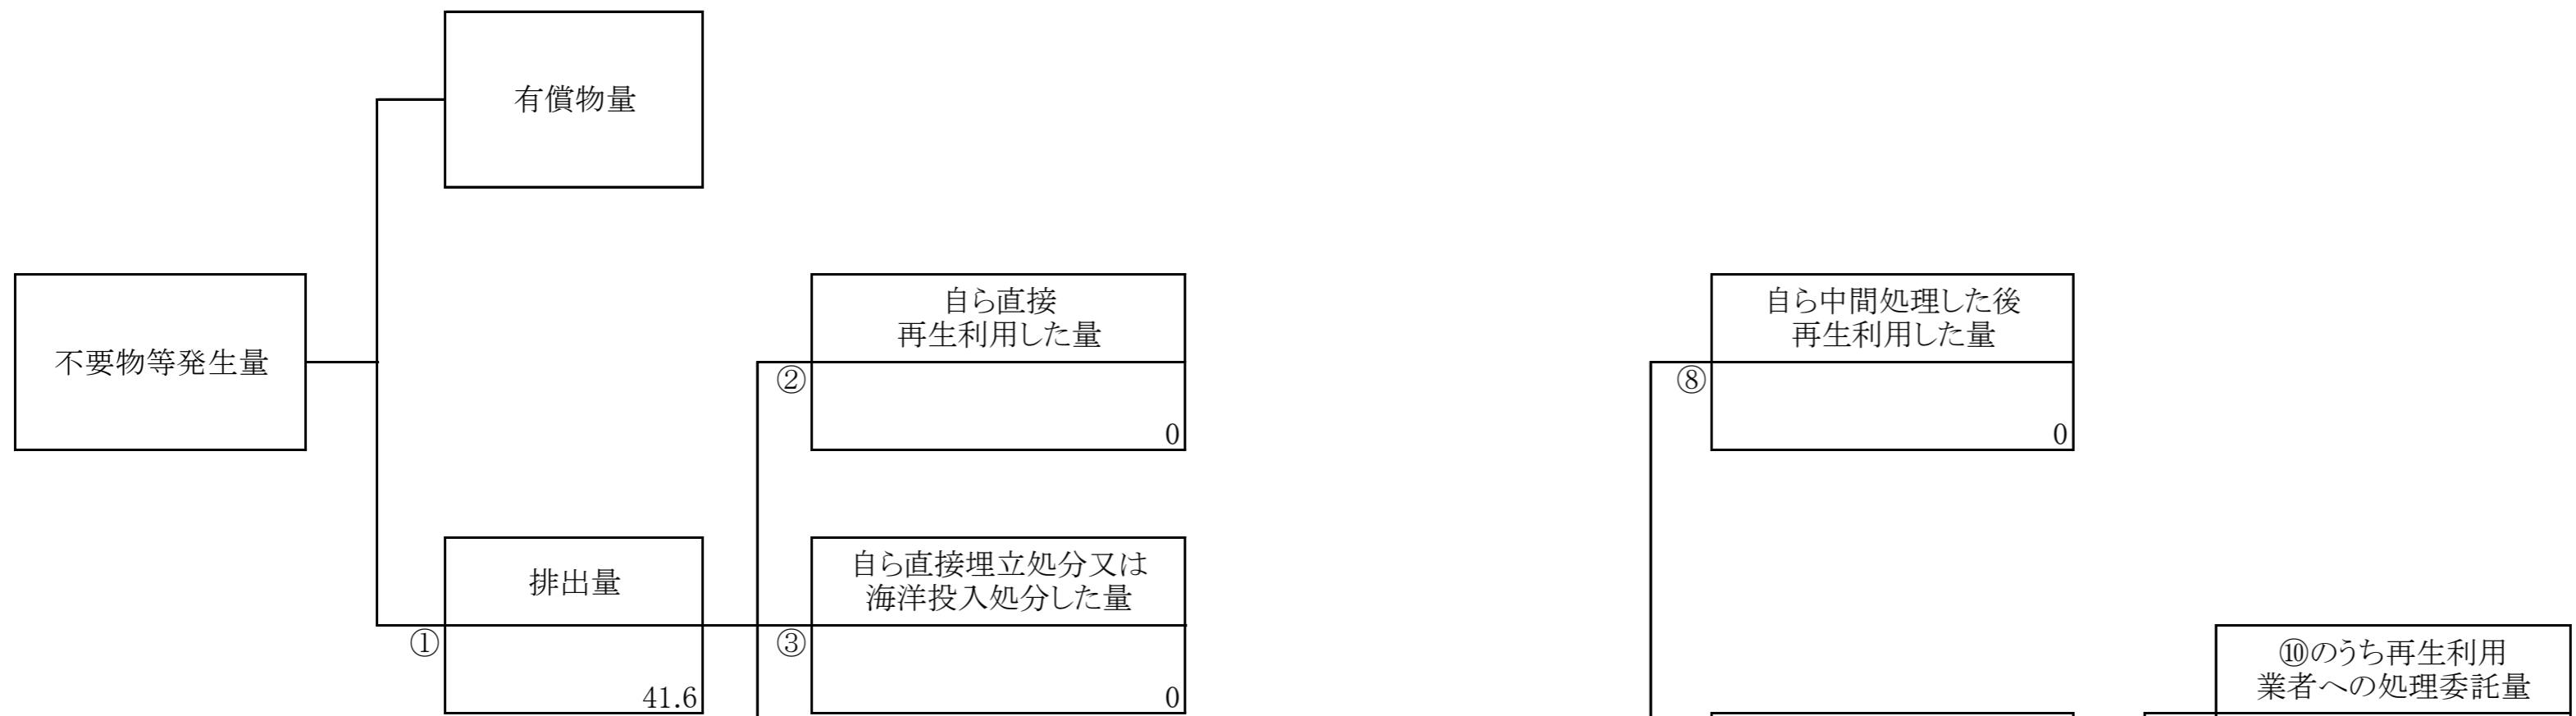 有償物量
不要物等発生量
自ら直接
再生利用した量
②
0
自ら中間処理した後
再生利用した量
⑧
0
排出量
①
41.6
自ら直接埋立処分又は
海洋投入処分した量
③
0
⑩のうち再生利用
業者への処理委託量